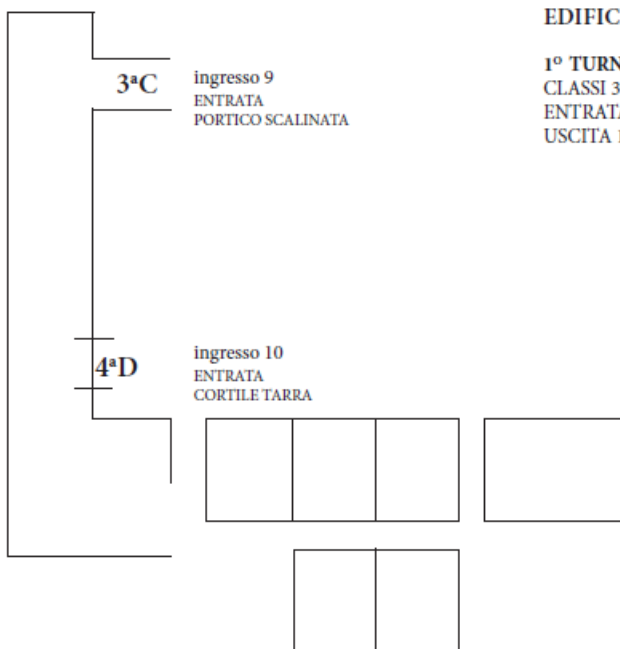 EDIFIC
1º TURN
CLASSI 3
ENTRATA
USCITA 1
3ªC
ingresso 9
ENTRATA
PORTICO SCALINATA
4ªD
ingresso 10
ENTRATA
CORTILE TARRA